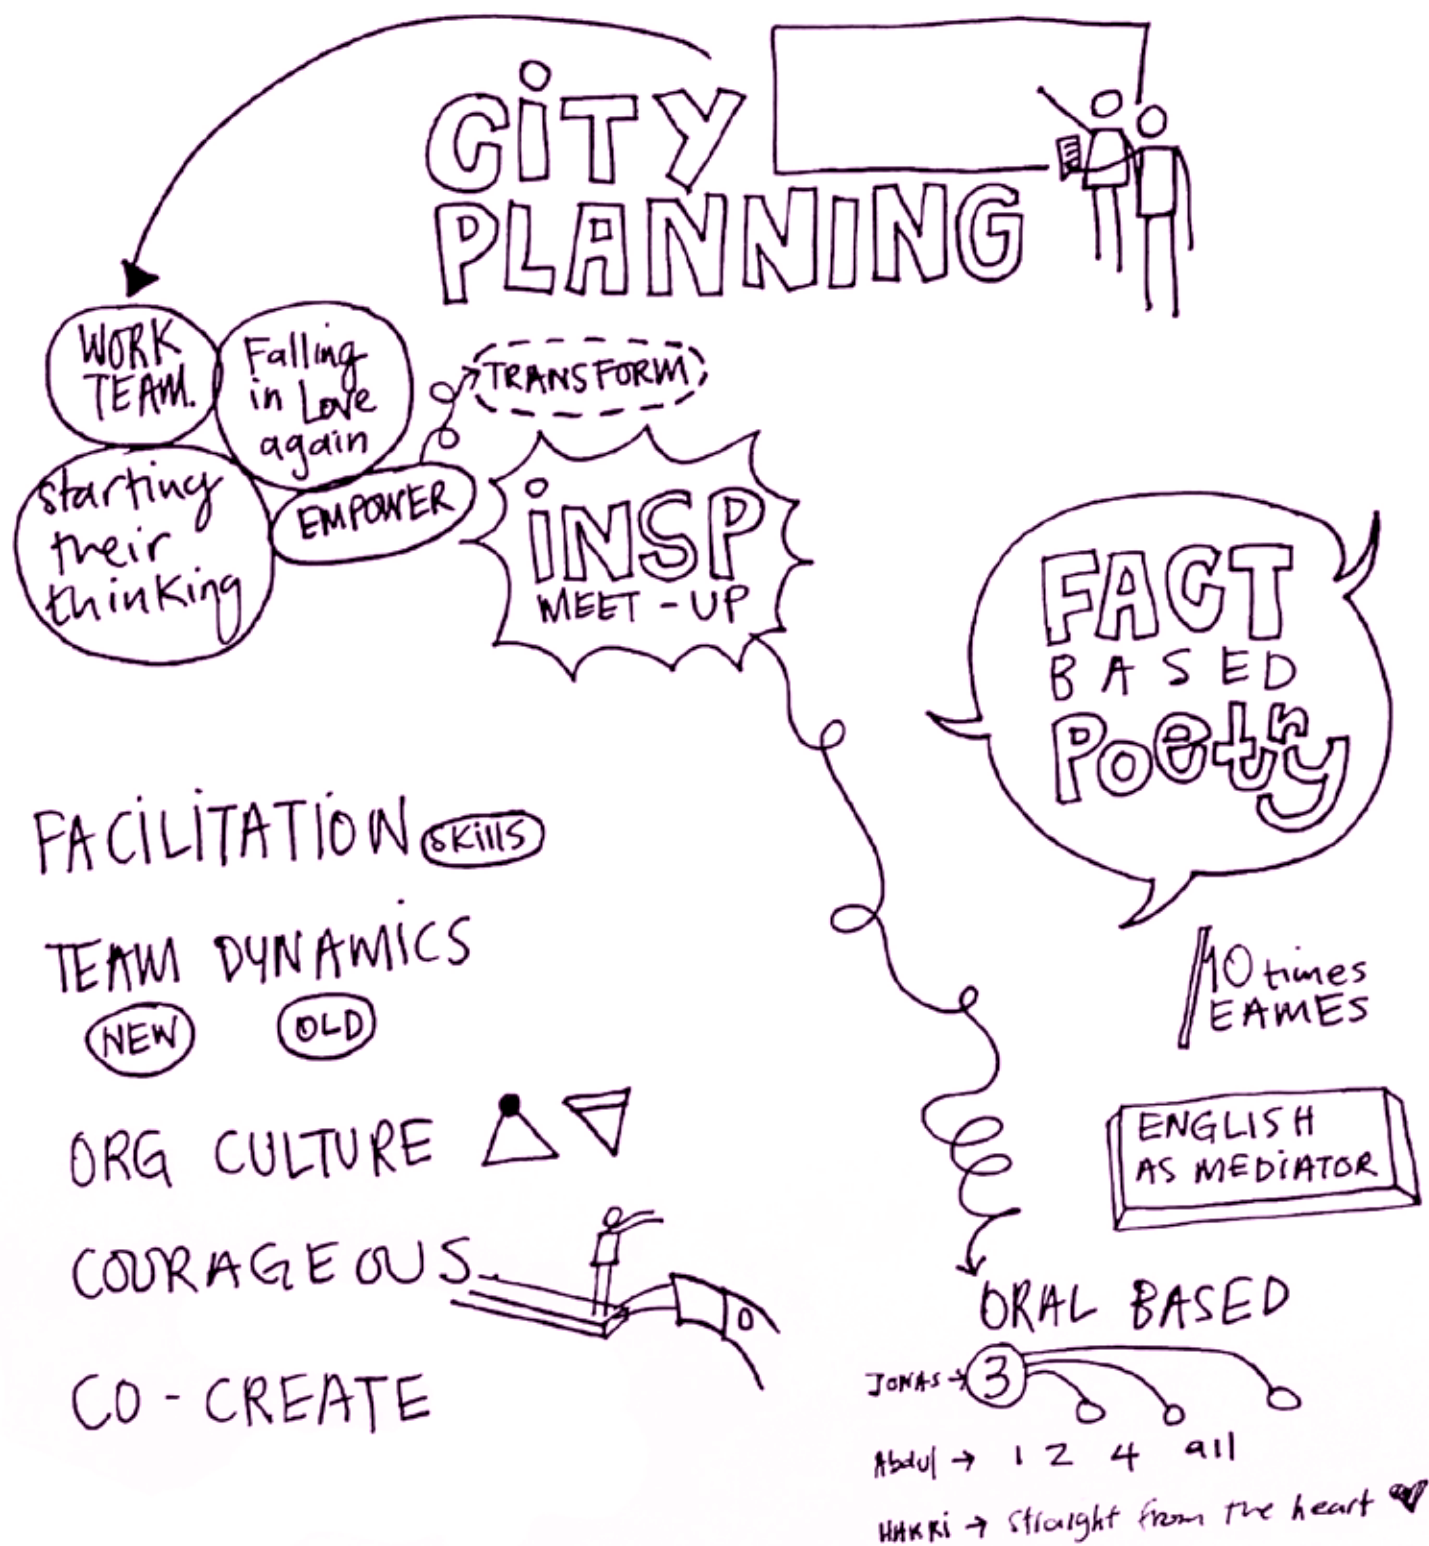 CiTY
PLANNING
WORK
TEAM.
Falling
in Love
again
TRANSFORM
starting
their
thinking
EMPOWER
iNSP
MEET-UP
FACT
BASED
Poetry
FACiLiTATiON skills
TEAM DYNAMiCS
NEW OLD
10 times
EAMES
ORG CULTURE
ENGLISH
AS MEDiATOR
COURAGEOUS
ORAL BASED
CO-CREATE
JONAS → 3
Abdul → 1 2 4 all
HAKRi → straight from the heart